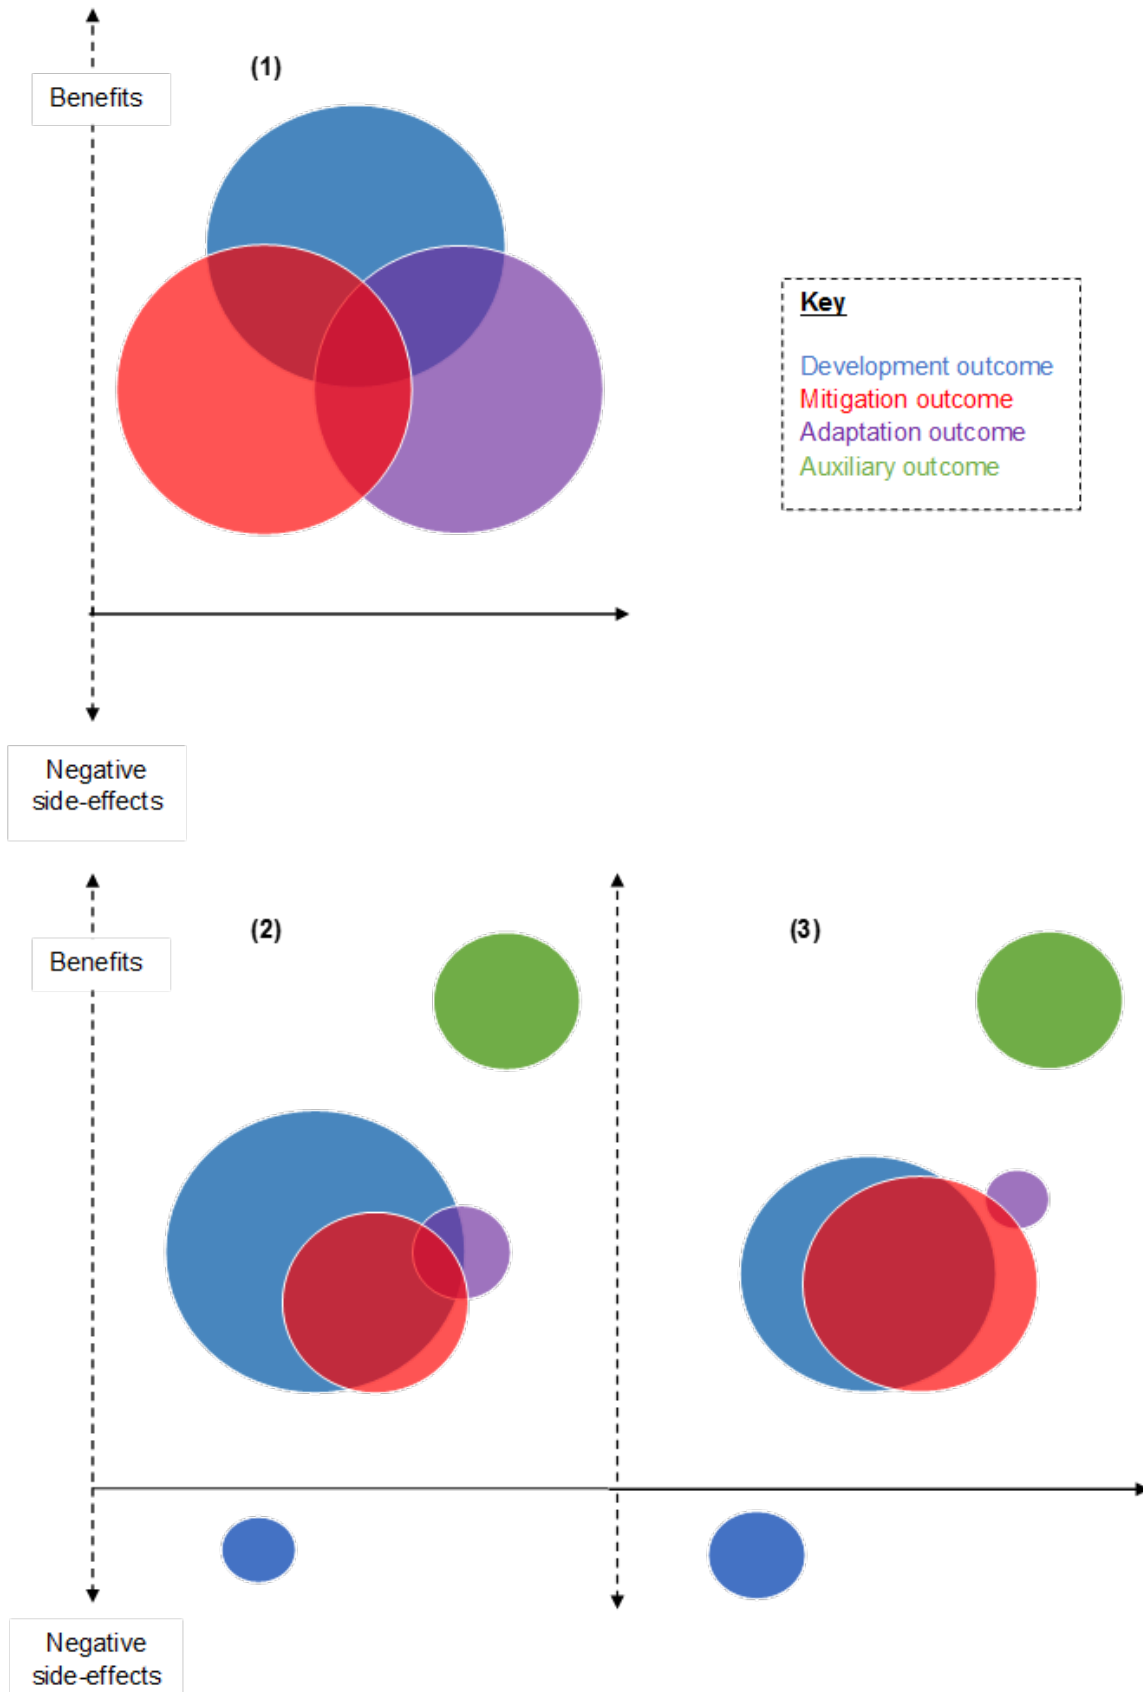 (1)
Benefits
Key
Development outcome
Mitigation outcome
Adaptation outcome
Auxiliary outcome
Negative
side-effects
(2)
(3)
Benefits
Negative
side-effects